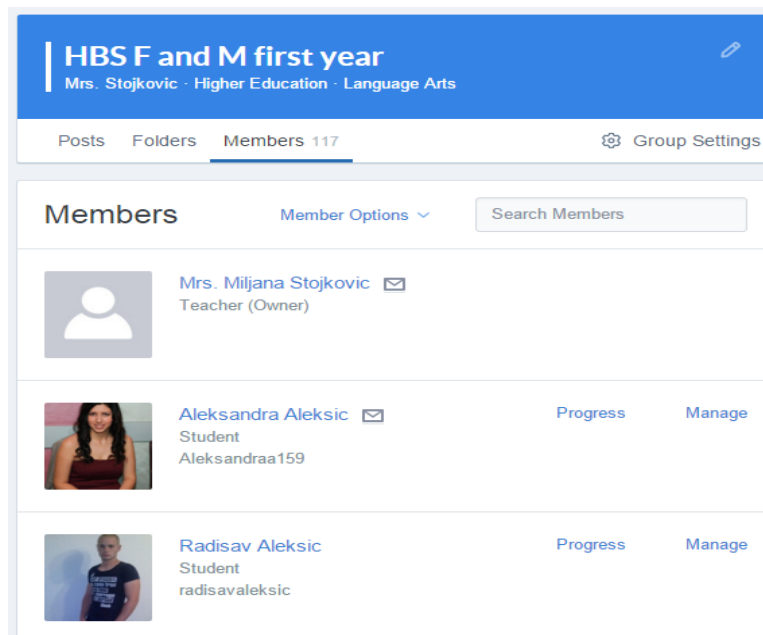 HBS F and M first year
Mrs. Stojkovic · Higher Education · Language Arts
Posts Folders Members 117 Group Settings
Members Member Options Search Members
Mrs. Miljana Stojkovic
Teacher (Owner)
Aleksandra Aleksic Progress Manage
Student
Aleksandraa159
Radisav Aleksic Progress Manage
Student
radisavaleksic